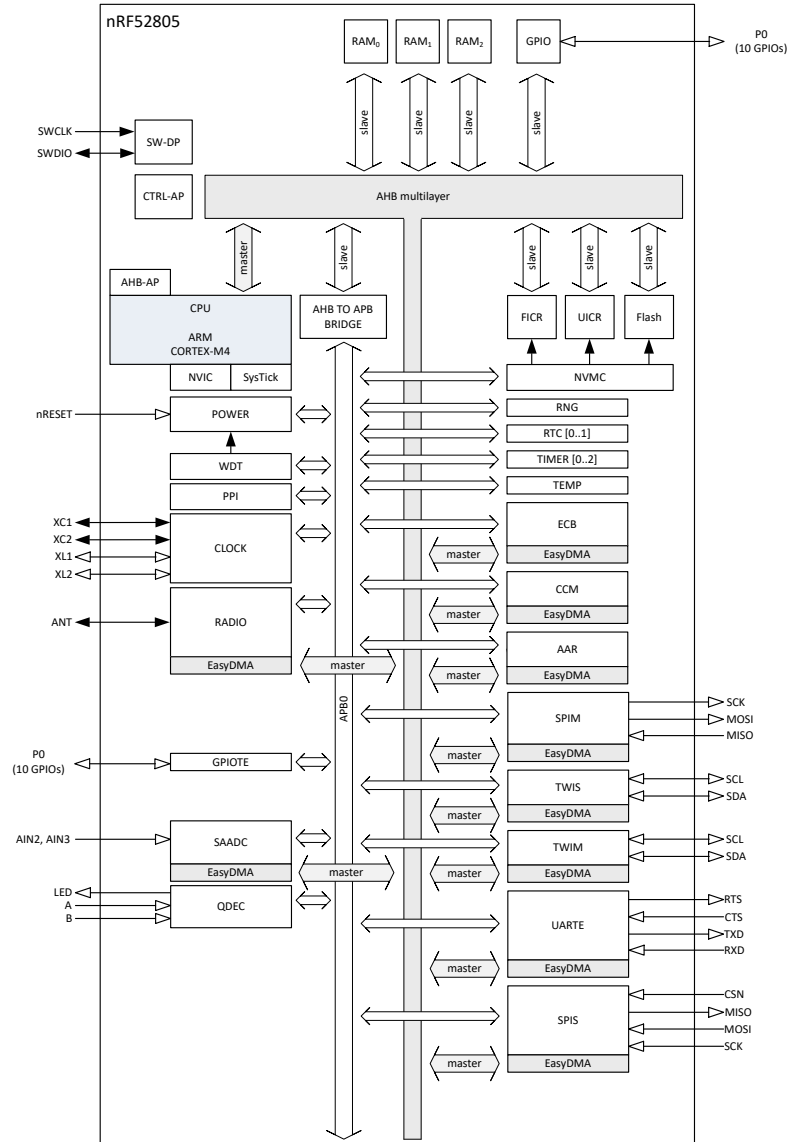 nRF52805
RAM0
RAM1
RAM2
GPIO
P0
(10 GPIOs)
slave
slave
slave
slave
SWCLK
SWDIO
SW-DP
CTRL-AP
AHB multilayer
master
slave
slave
slave
slave
AHB-AP
CPU
ARM
CORTEX-M4
AHB TO APB
BRIDGE
FICR
UICR
Flash
NVIC
SysTick
NVMC
nRESET
POWER
RNG
RTC [0..1]
WDT
TIMER [0..2]
PPI
TEMP
XC1
XC2
XL1
XL2
CLOCK
ECB
master
EasyDMA
ANT
RADIO
CCM
master
EasyDMA
EasyDMA
master
AAR
master
EasyDMA
APB0
SPIM
SCK
MOSI
MISO
master
EasyDMA
P0
(10 GPIOs)
GPIOTE
TWIS
SCL
SDA
master
EasyDMA
AIN2, AIN3
SAADC
EasyDMA
master
TWIM
SCL
SDA
master
EasyDMA
LED
A
B
QDEC
UARTE
RTS
CTS
TXD
RXD
master
EasyDMA
SPIS
CSN
MISO
MOSI
SCK
master
EasyDMA